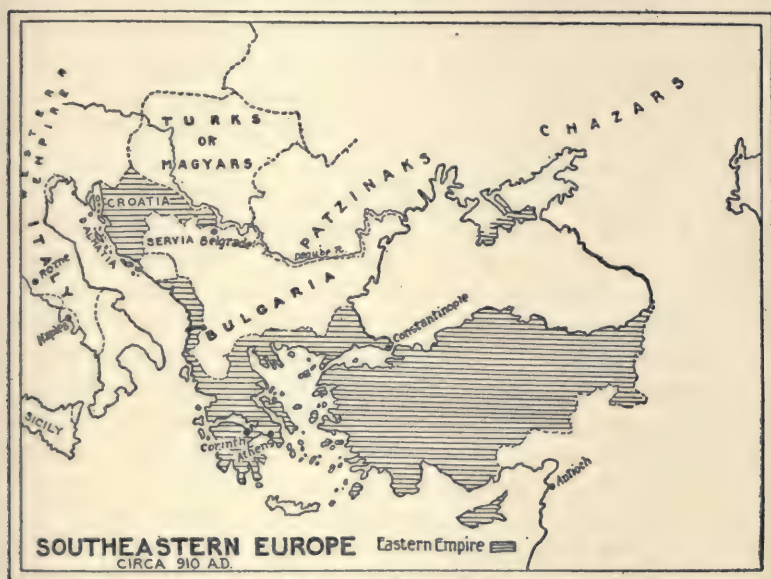 WESTERN
EMPIRE
TURKS
OR
MAGYARS
CHAZARS
PATZINAKS
CROATIA
DALMATIA
SERVIA Belgrade
Danube R.
ITALY
Rome
Naples
BULGARIA
Constantinople
SICILY
Corinth
Athens
Antioch
SOUTHEASTERN EUROPE
CIRCA 910 A.D.
Eastern Empire